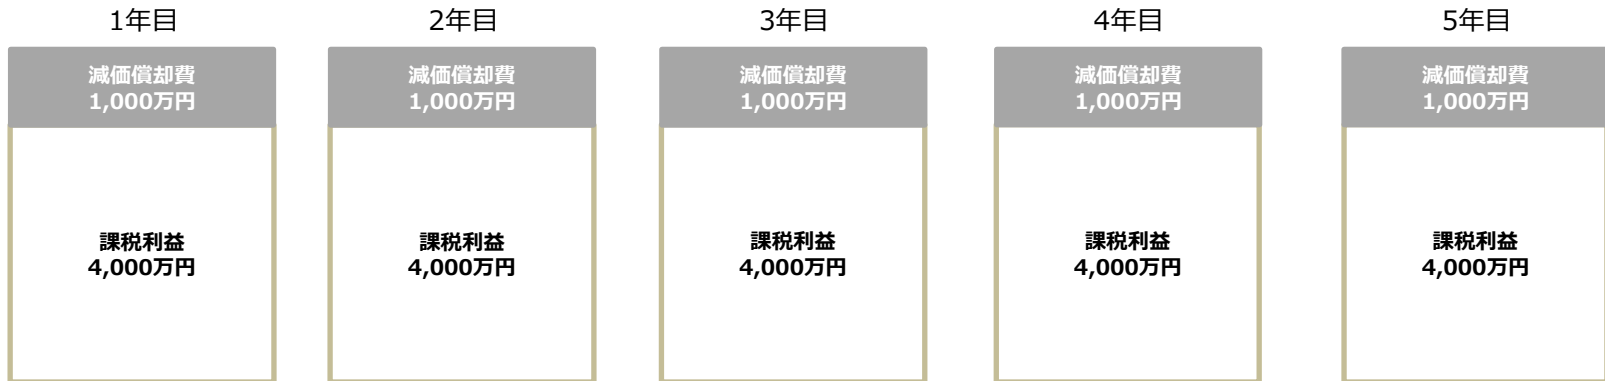 1年目
2年目
3年目
4年目
5年目
減価償却費
1,000万円
減価償却費
1,000万円
減価償却費
1,000万円
減価償却費
1,000万円
減価償却費
1,000万円
課税利益
4,000万円
課税利益
4,000万円
課税利益
4,000万円
課税利益
4,000万円
課税利益
4,000万円